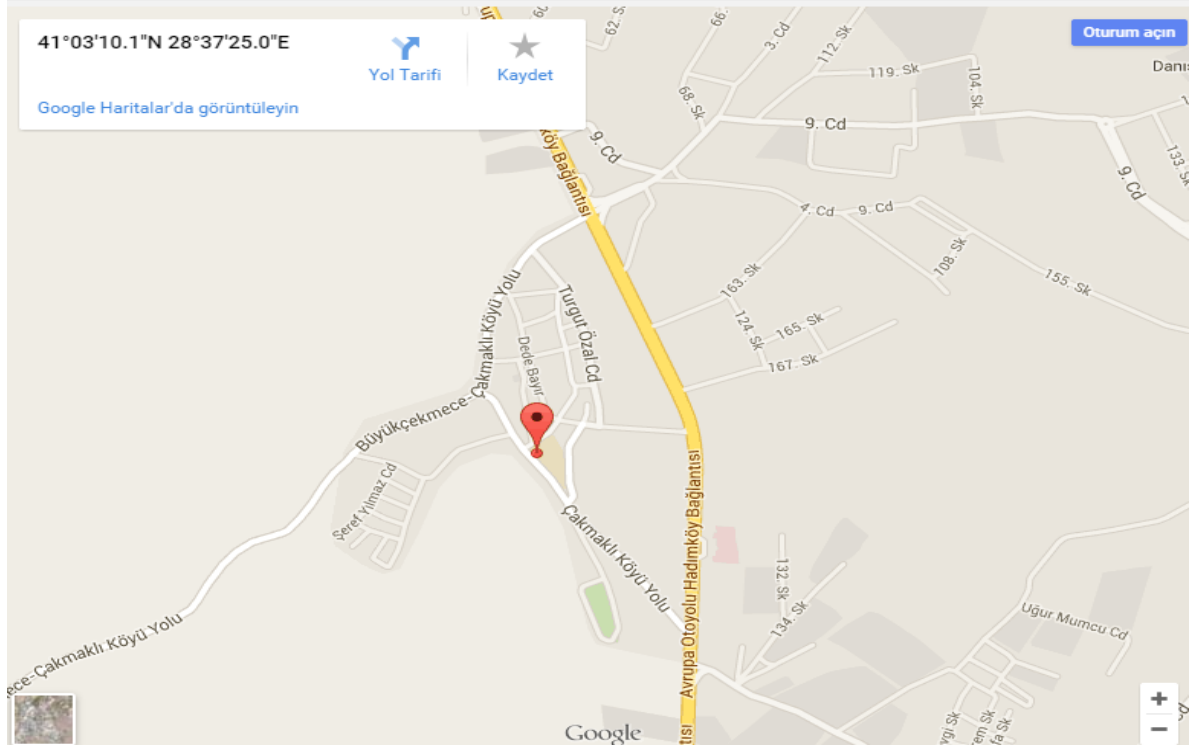 41°03'10.1"N 28°37'25.0"E
Yol Tarifi
Kaydet
Google Haritalar'da görüntüleyin
Oturum açın
62. Sk
66.
3. Cd
112. Sk
119. Sk
104. Sk
68. Sk
9. Cd
9. Cd
133. Sk
9. Cd
köy Bağlantısı
4. Cd
9. Cd
108. Sk
155. Sk
163. Sk
124. Sk
165. Sk
167. Sk
Büyükçekmece-Çakmaklı Köyü Yolu
Turgut Özal Cd
Dede Bayır
Şeref Yılmaz Cd
Çakmaklı Köyü Yolu
Avrupa Otoyolu Hadımköy Bağlantısı
132. Sk
134. Sk
Uğur Mumcu Cd
ece-Çakmaklı Köyü Yolu
Google
+
−